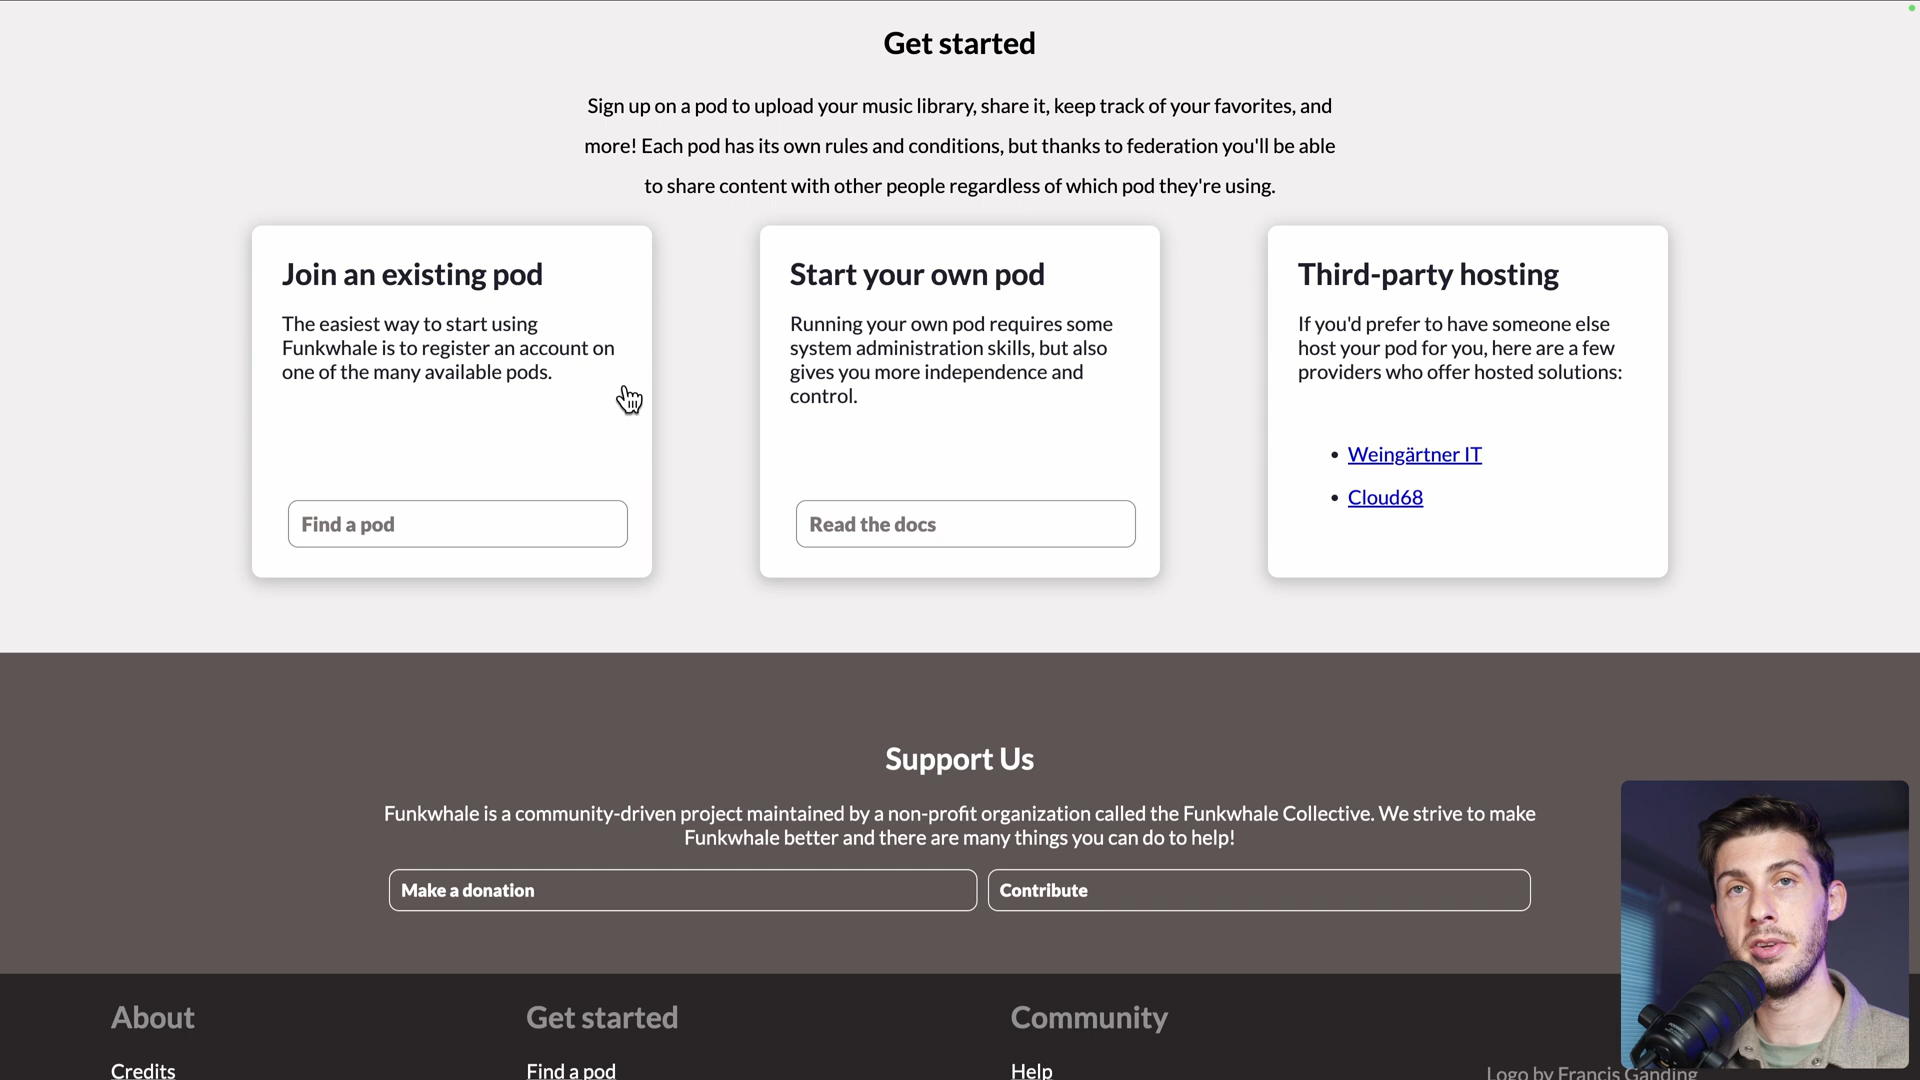 Get started
Sign up on a pod to upload your music library, share it, keep track of your favorites, and
more! Each pod has its own rules and conditions, but thanks to federation you'll be able
to share content with other people regardless of which pod they're using.
Join an existing pod
The easiest way to start using
Funkwhale is to register an account on
one of the many available pods.
Find a pod
Start your own pod
Running your own pod requires some
system administration skills, but also
gives you more independence and
control.
Read the docs
Third-party hosting
If you'd prefer to have someone else
host your pod for you, here are a few
providers who offer hosted solutions:
• Weingärtner IT
• Cloud68
Support Us
Funkwhale is a community-driven project maintained by a non-profit organization called the Funkwhale Collective. We strive to make
Funkwhale better and there are many things you can do to help!
Make a donation
Contribute
About
Credits
Get started
Find a pod
Community
Help
Logo by Francis Ganding